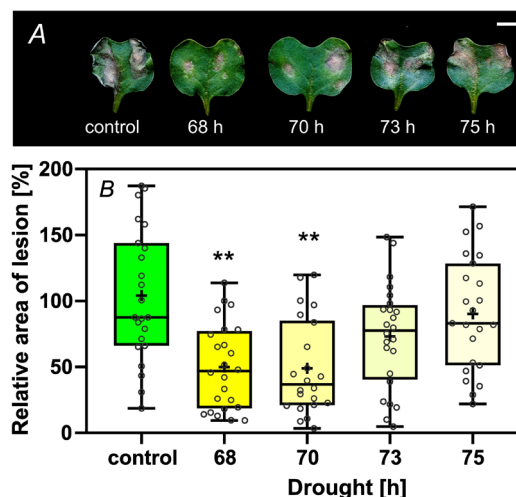 A
control 68 h 70 h 73 h 75 h
Relative area of lesion [%]
200
150
100
50
0
B
** **
control 68 70 73 75
Drought [h]